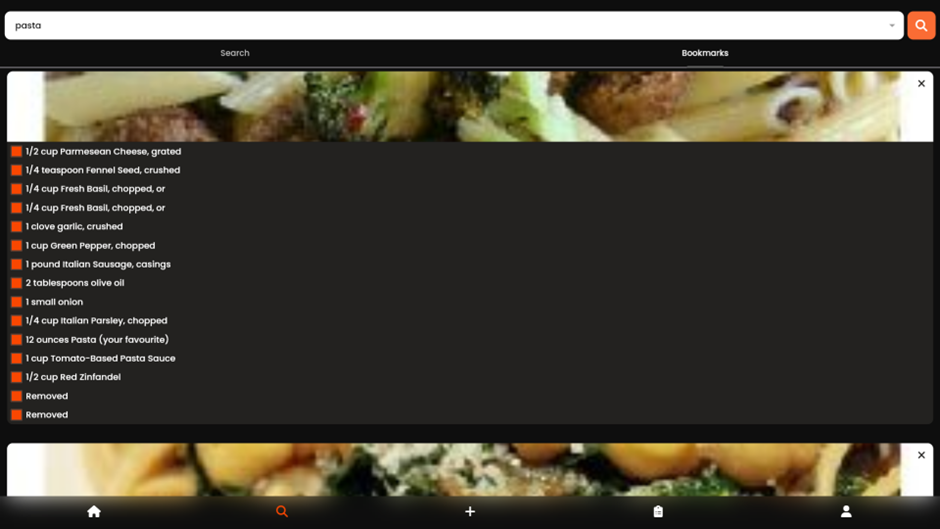 pasta
Search
Bookmarks
1/2 cup Parmesean Cheese, grated
1/4 teaspoon Fennel Seed, crushed
1/4 cup Fresh Basil, chopped, or
1/4 cup Fresh Basil, chopped, or
1 clove garlic, crushed
1 cup Green Pepper, chopped
1 pound Italian Sausage, casings
2 tablespoons olive oil
1 small onion
1/4 cup Italian Parsley, chopped
12 ounces Pasta (your favourite)
1 cup Tomato-Based Pasta Sauce
1/2 cup Red Zinfandel
Removed
Removed